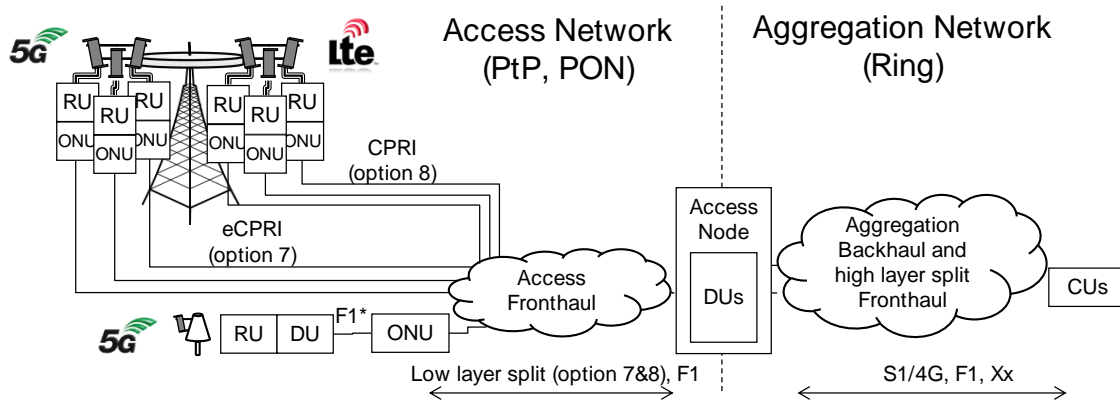 Access Network
(PtP, PON)
Aggregation Network
(Ring)
5G
Lte
RU
RU
RU
RU
RU
RU
ONU
ONU
ONU
ONU
ONU
ONU
CPRI
(option 8)
eCPRI
(option 7)
Access
Fronthaul
Access
Node
DUs
Aggregation
Backhaul and
high layer split
Fronthaul
CUs
5G
RU
DU
F1*
ONU
Low layer split (option 7&8), F1
S1/4G, F1, Xx